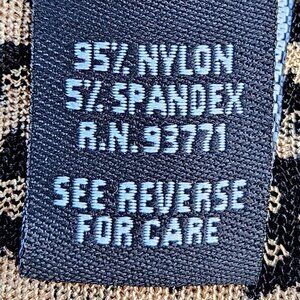 95% NYLON
5% SPANDEX
R.N.93771
SEE REVERSE
FOR CARE